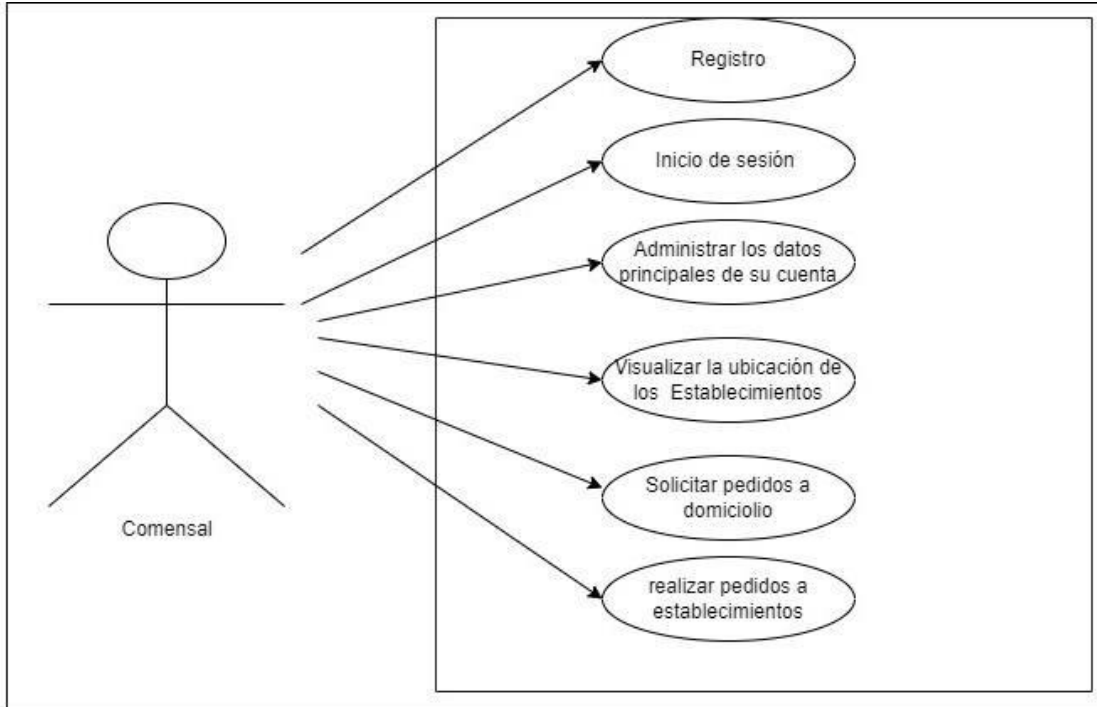 Registro
Inicio de sesión
Administrar los datos
principales de su cuenta
Visualizar la ubicación de
los Establecimientos
Solicitar pedidos a
domiciolio
realizar pedidos a
establecimientos
Comensal